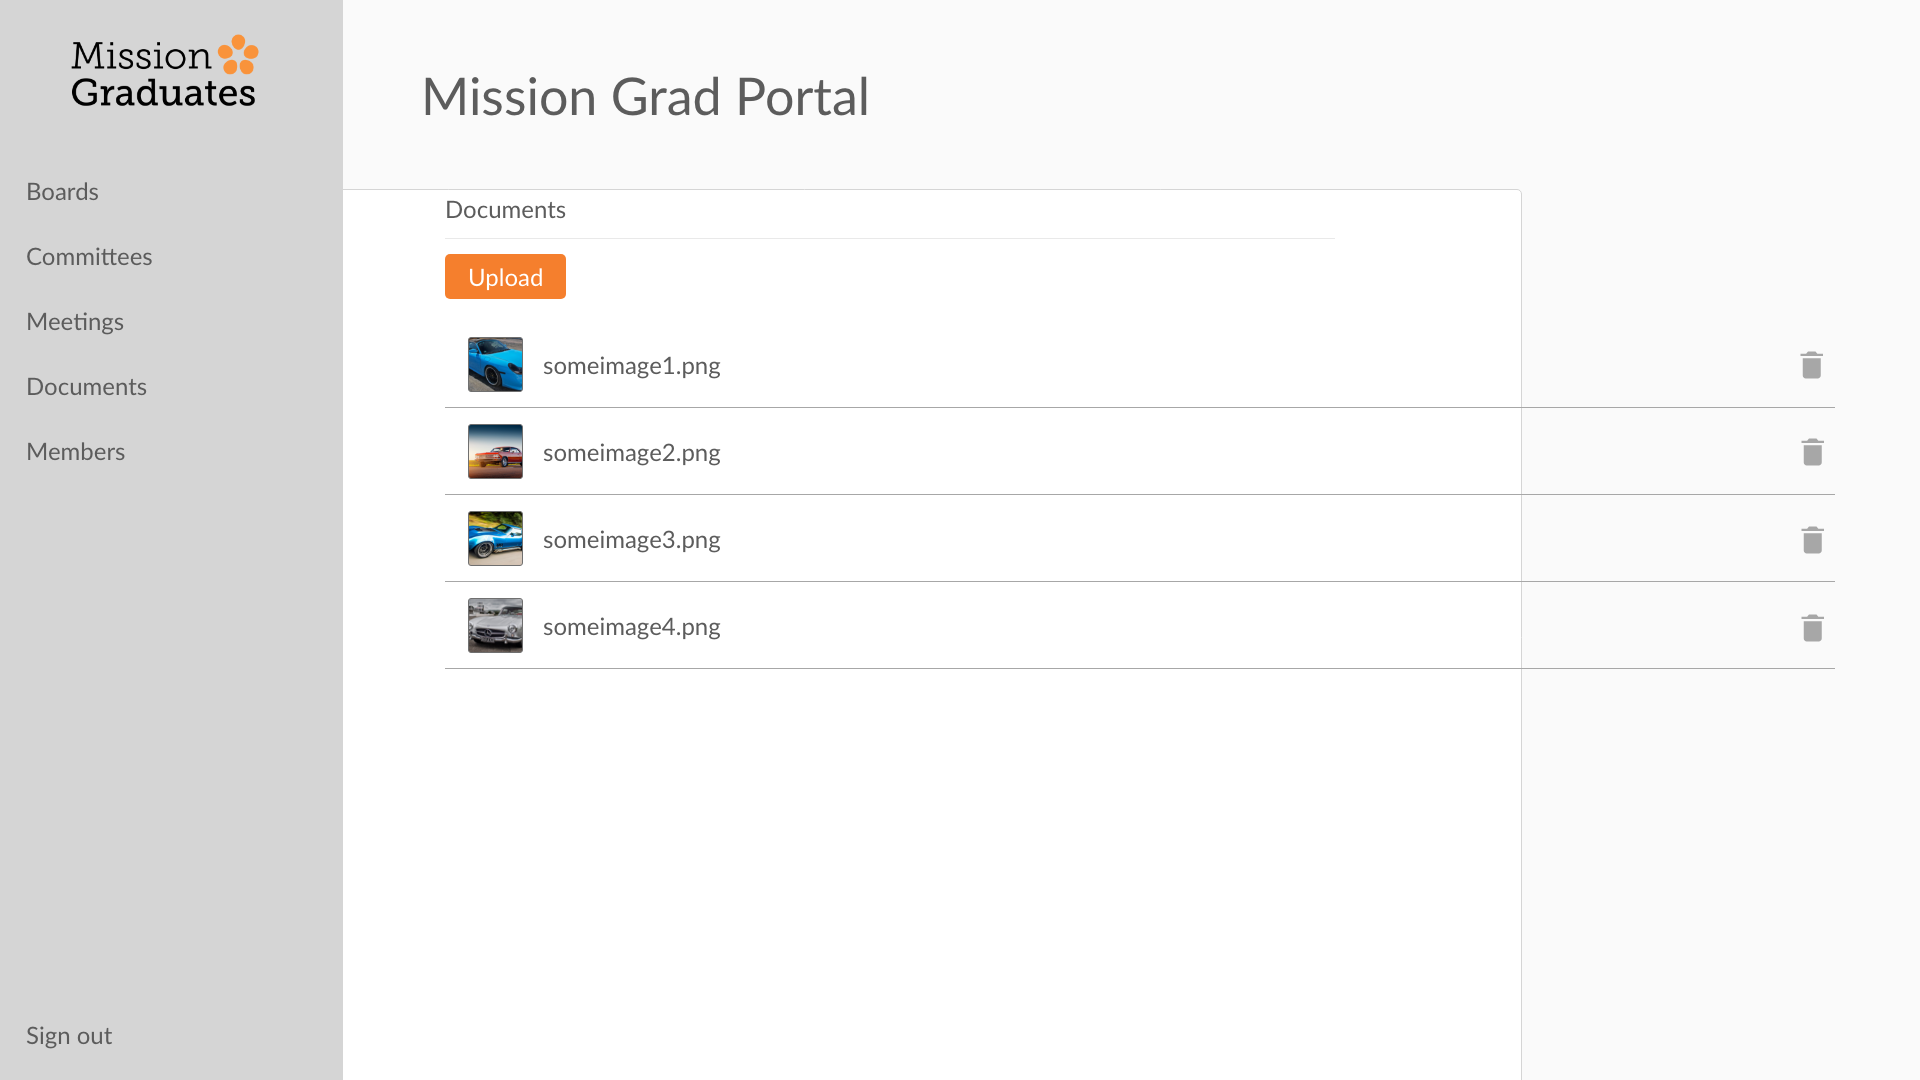 Mission
Graduates
Mission Grad Portal
Boards
Committees
Meetings
Documents
Members
Sign out
Documents
Upload
someimage1.png
someimage2.png
someimage3.png
someimage4.png